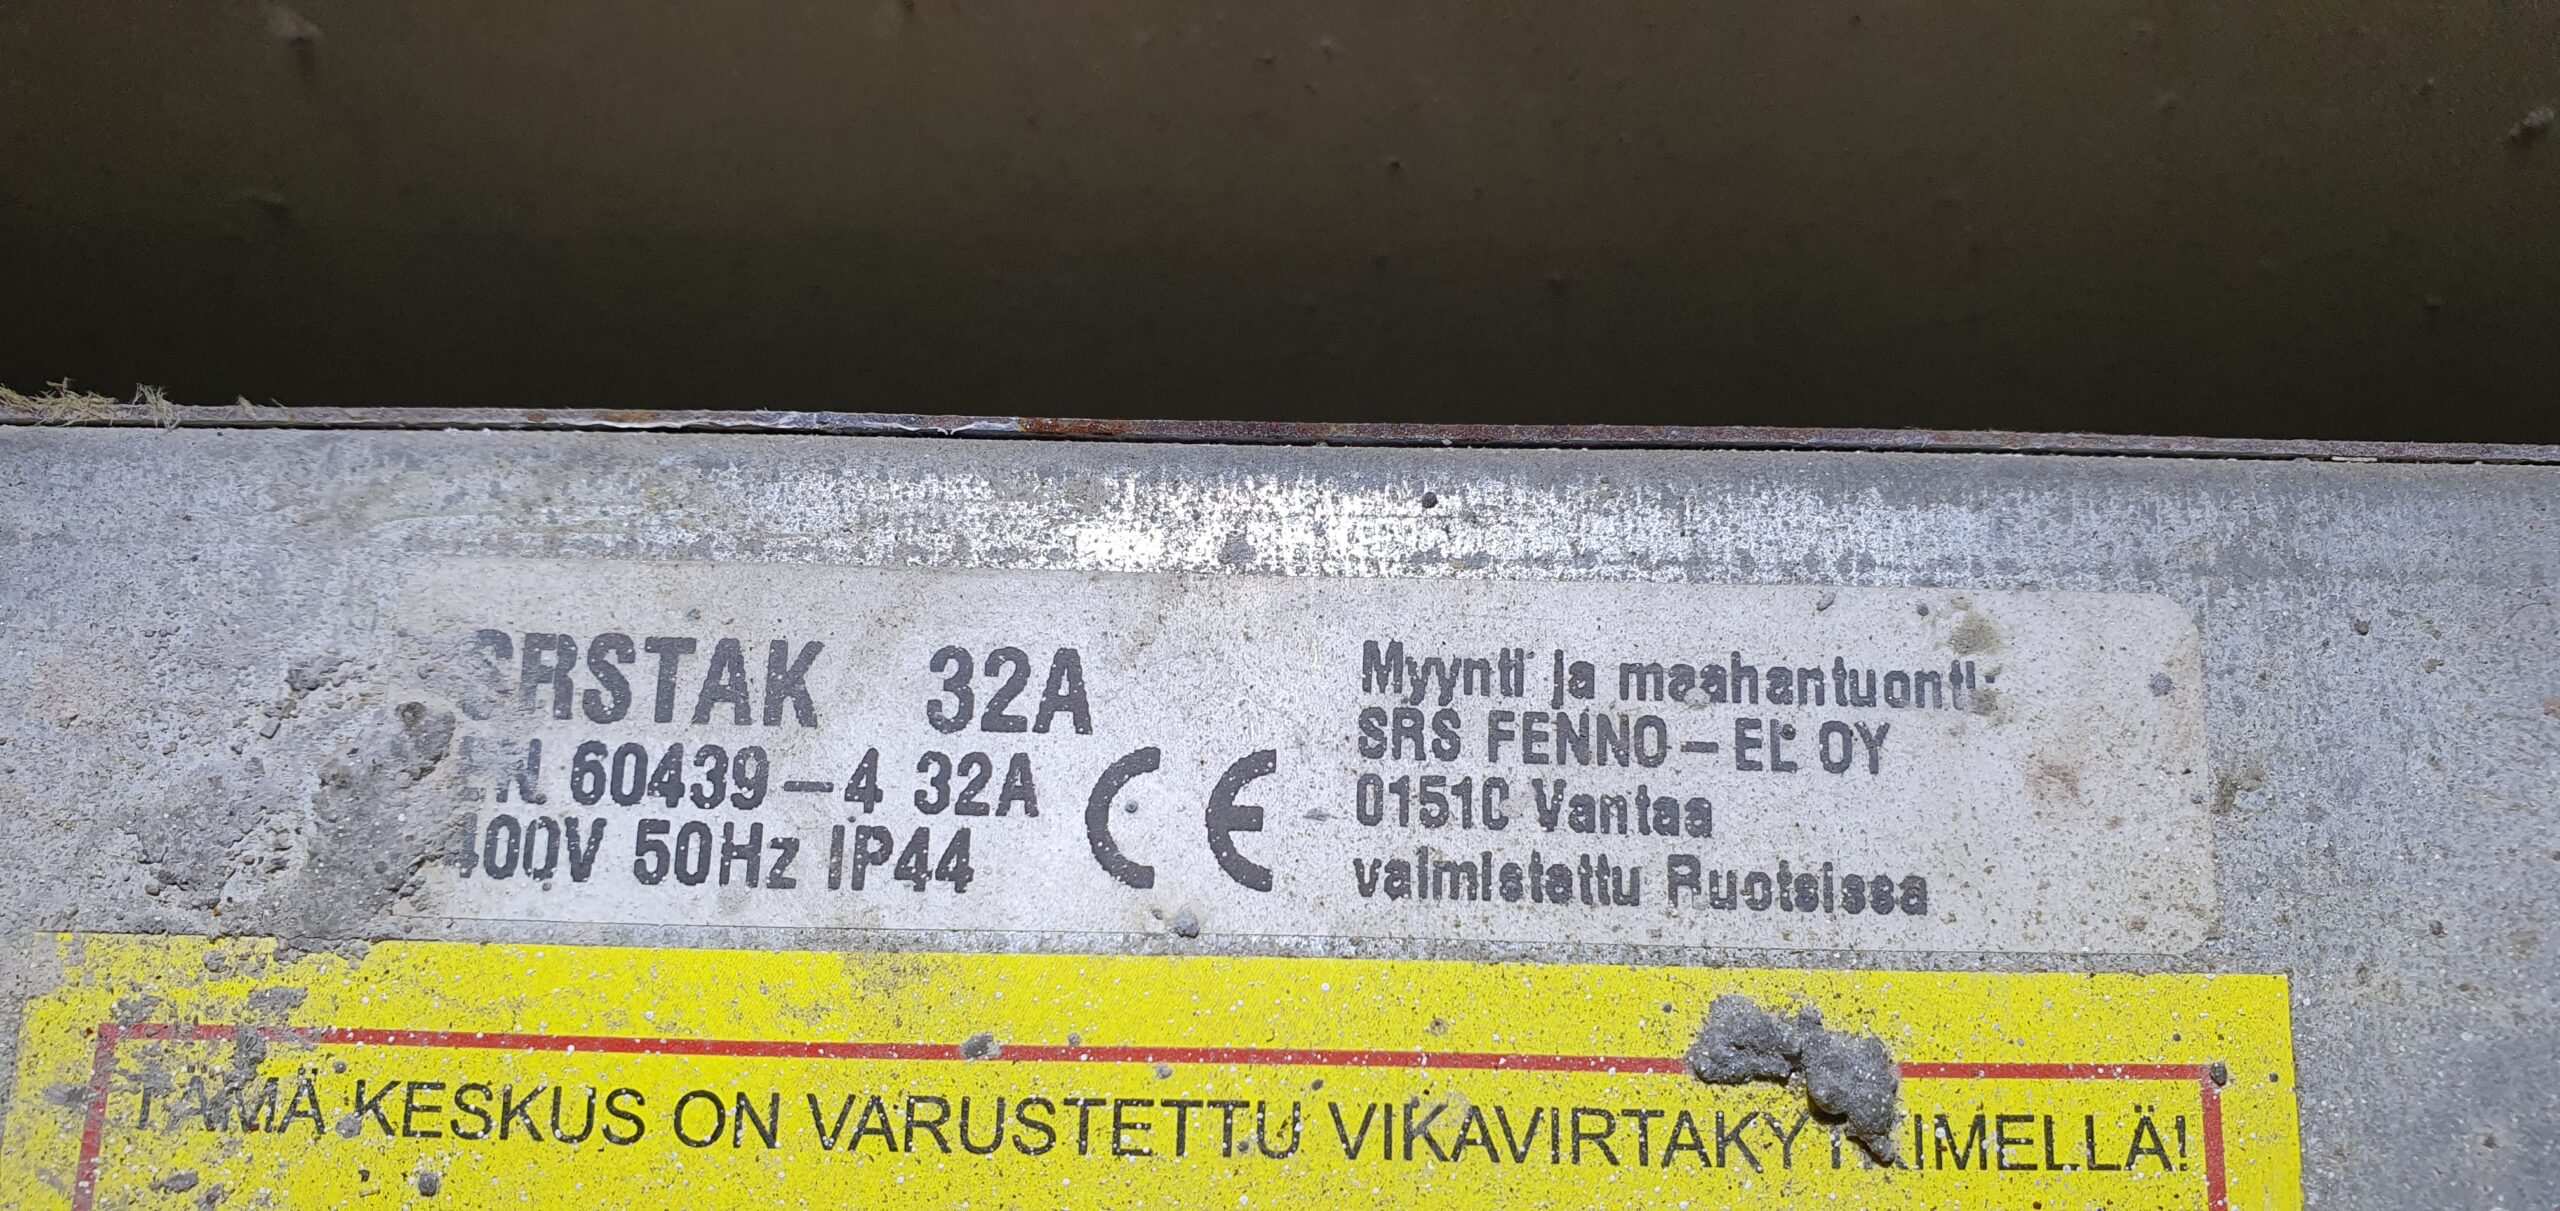 SRSTAK 32A
EN 60439-4 32A
400V 50Hz IP44
CE
Myynti ja maahantuonti:
SRS FENNO-EL OY
01510 Vantaa
valmistettu Ruotsissa
TÄMÄ KESKUS ON VARUSTETTU VIKAVIRTAKYTKIMELLÄ!